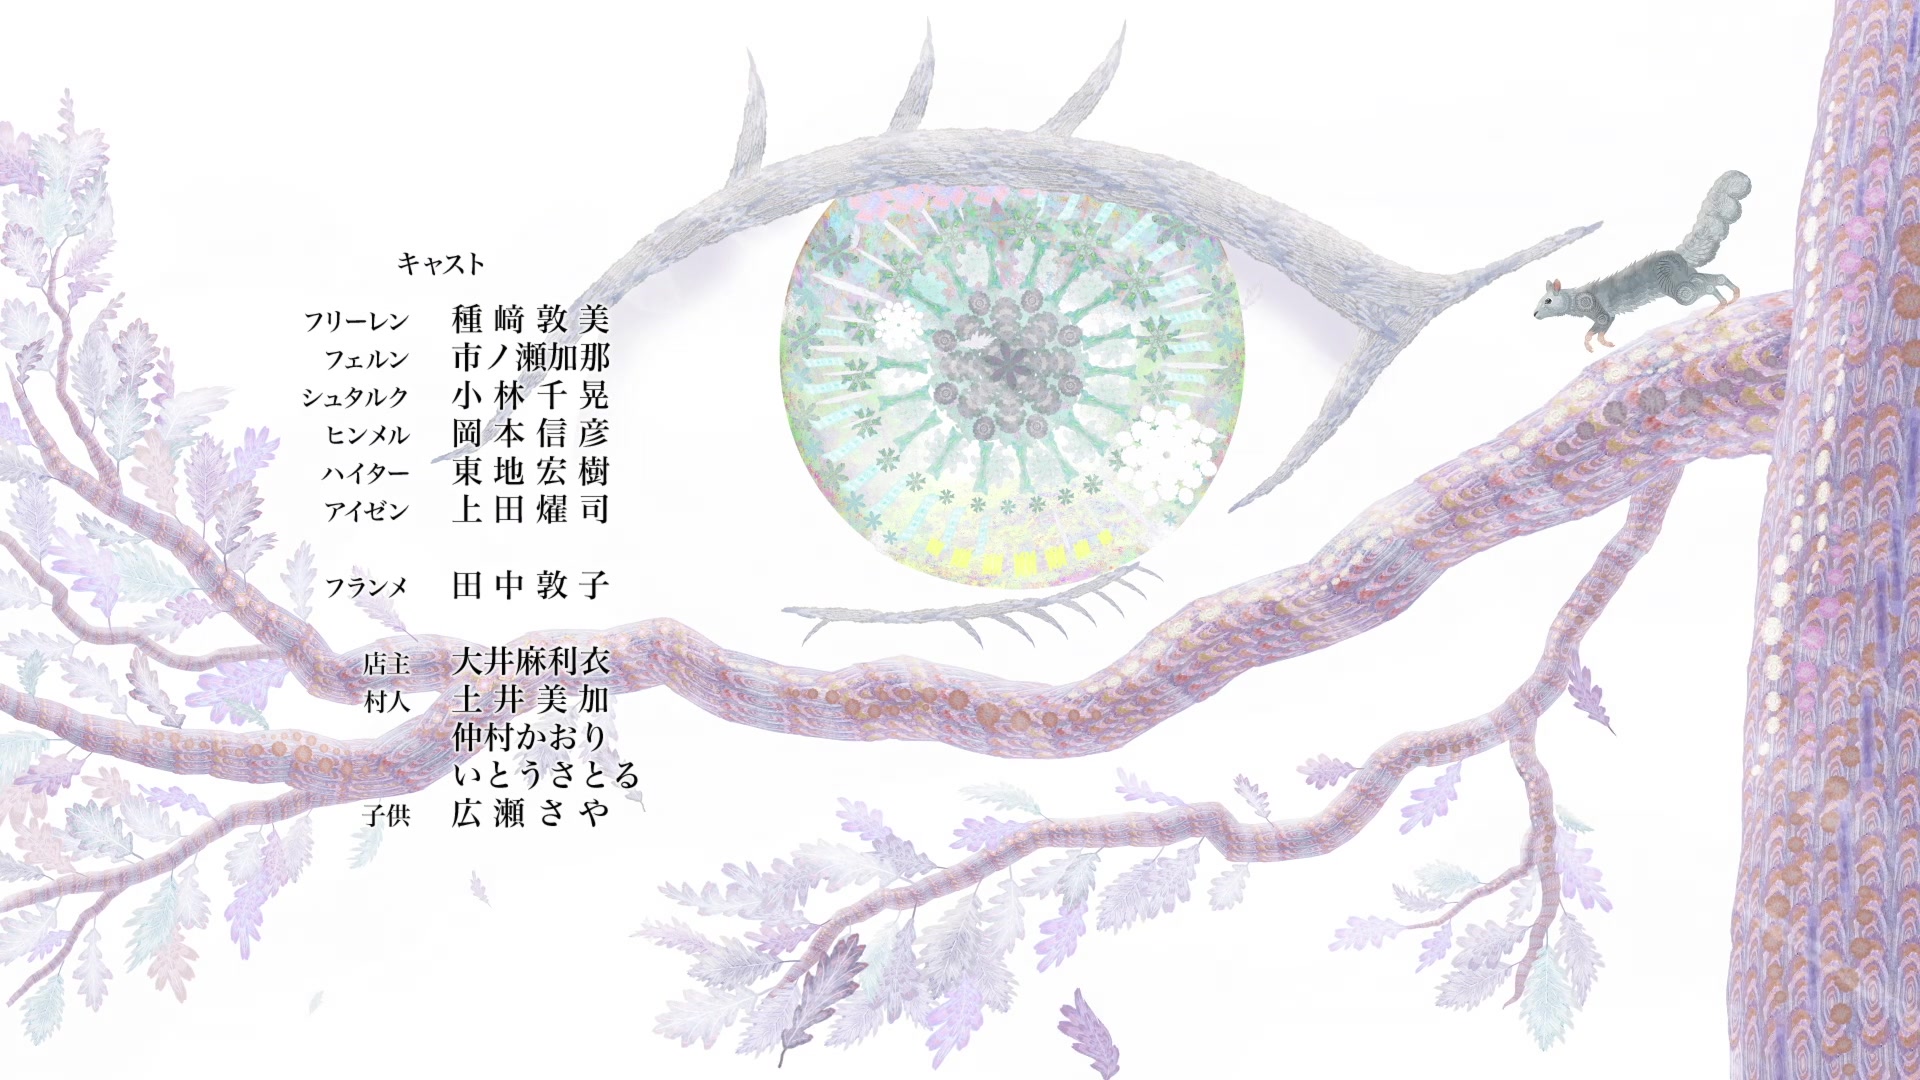 キャスト
フリーレン 種﨑敦美
フェルン 市ノ瀬加那
シュタルク 小林千晃
ヒンメル 岡本信彦
ハイター 東地宏樹
アイゼン 上田燿司
フランメ 田中敦子
店主 大井麻利衣
村人 土井美加
仲村かおり
いとうさとる
子供 広瀬さや